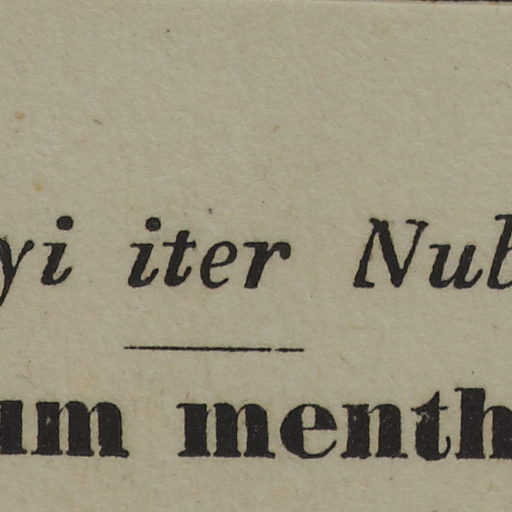 yi iter Nub
um menth